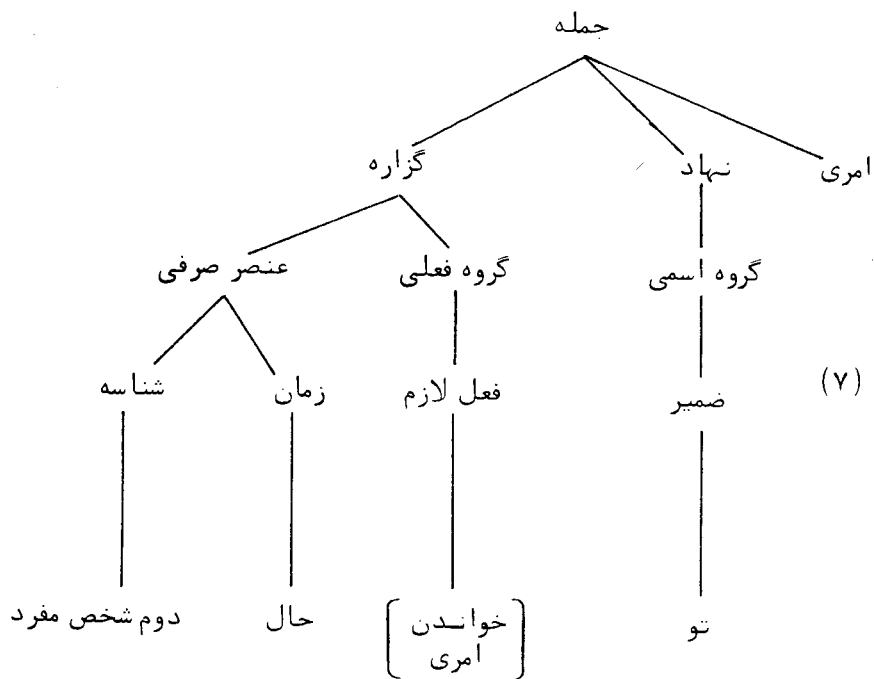 جمله
امری نهاد گزاره
گروه اسمی گروه فعلی عنصر صرفی
(۷) ضمیر فعل لازم زمان شناسه
تو [خواندن حال دوم شخص مفرد
امری]